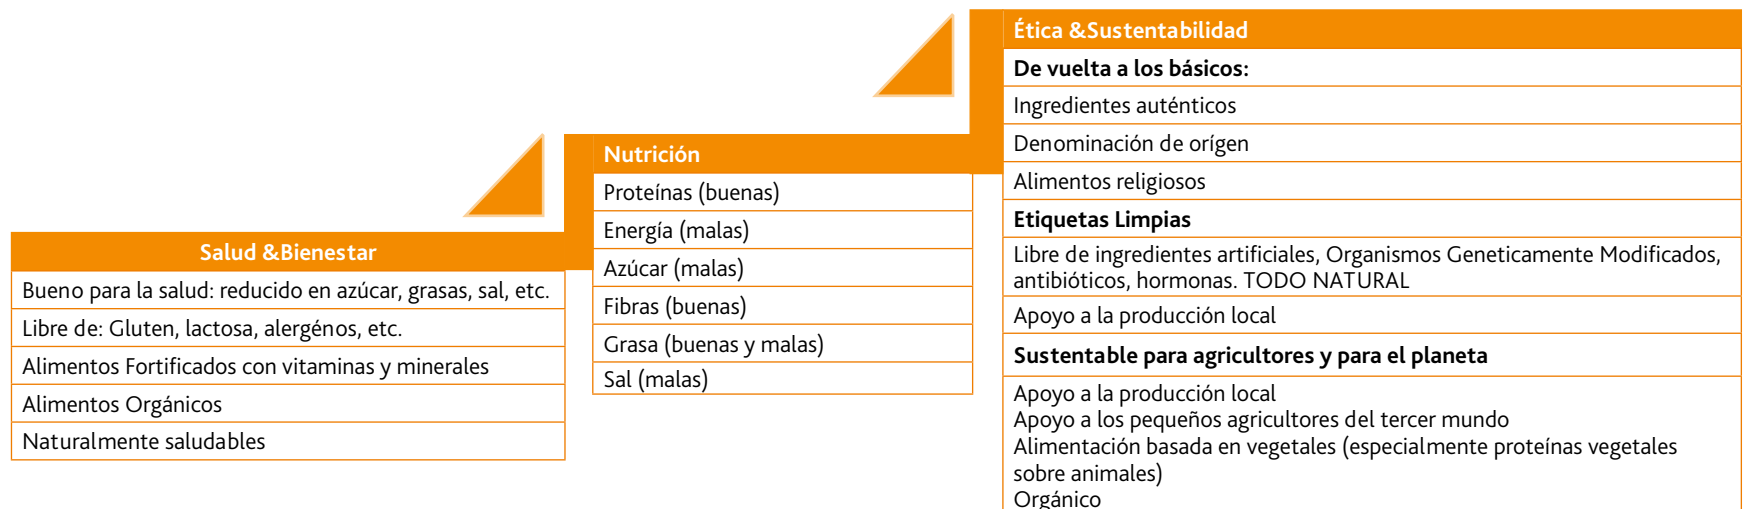 Salud &Bienestar
Bueno para la salud: reducido en azúcar, grasas, sal, etc.
Libre de: Gluten, lactosa, alergénos, etc.
Alimentos Fortificados con vitaminas y minerales
Alimentos Orgánicos
Naturalmente saludables
Nutrición
Proteínas (buenas)
Energía (malas)
Azúcar (malas)
Fibras (buenas)
Grasa (buenas y malas)
Sal (malas)
Ética &Sustentabilidad
De vuelta a los básicos:
Ingredientes auténticos
Denominación de orígen
Alimentos religiosos
Etiquetas Limpias
Libre de ingredientes artificiales, Organismos Geneticamente Modificados,
antibióticos, hormonas. TODO NATURAL
Apoyo a la producción local
Sustentable para agricultores y para el planeta
Apoyo a la producción local
Apoyo a los pequeños agricultores del tercer mundo
Alimentación basada en vegetales (especialmente proteínas vegetales
sobre animales)
Orgánico